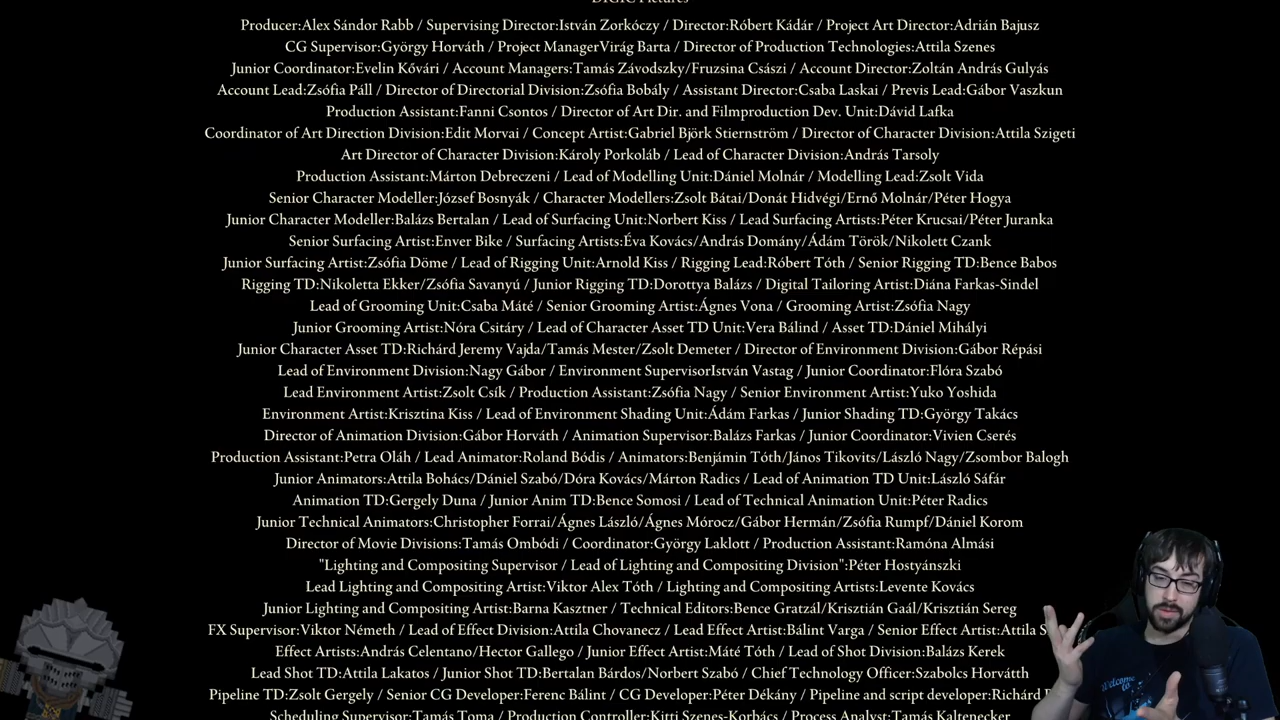 DIGIC Pictures
Producer:Alex Sándor Rabb / Supervising Director:István Zorkóczy / Director:Róbert Kádár / Project Art Director:Adrián Bajusz
CG Supervisor:György Horváth / Project ManagerVirág Barta / Director of Production Technologies:Attila Szenes
Junior Coordinator:Evelin Kővári / Account Managers:Tamás Závodszky/Fruzsina Császi / Account Director:Zoltán András Gulyás
Account Lead:Zsófia Páll / Director of Directorial Division:Zsófia Bobály / Assistant Director:Csaba Laskai / Previs Lead:Gábor Vaszkun
Production Assistant:Fanni Csontos / Director of Art Dir. and Filmproduction Dev. Unit:Dávid Lafka
Coordinator of Art Direction Division:Edit Morvai / Concept Artist:Gabriel Björk Stiernström / Director of Character Division:Attila Szigeti
Art Director of Character Division:Károly Porkoláb / Lead of Character Division:András Tarsoly
Production Assistant:Márton Debreczeni / Lead of Modelling Unit:Dániel Molnár / Modelling Lead:Zsolt Vida
Senior Character Modeller:József Bosnyák / Character Modellers:Zsolt Bátai/Donát Hidvégi/Ernő Molnár/Péter Hogya
Junior Character Modeller:Balázs Bertalan / Lead of Surfacing Unit:Norbert Kiss / Lead Surfacing Artists:Péter Krucsai/Péter Juranka
Senior Surfacing Artist:Enver Bike / Surfacing Artists:Éva Kovács/András Domány/Ádám Török/Nikolett Czank
Junior Surfacing Artist:Zsófia Döme / Lead of Rigging Unit:Arnold Kiss / Rigging Lead:Róbert Tóth / Senior Rigging TD:Bence Babos
Rigging TD:Nikoletta Ekker/Zsófia Savanyú / Junior Rigging TD:Dorottya Balázs / Digital Tailoring Artist:Diána Farkas-Sindel
Lead of Grooming Unit:Csaba Máté / Senior Grooming Artist:Ágnes Vona / Grooming Artist:Zsófia Nagy
Junior Grooming Artist:Nóra Csitáry / Lead of Character Asset TD Unit:Vera Bálind / Asset TD:Dániel Mihályi
Junior Character Asset TD:Richárd Jeremy Vajda/Tamás Mester/Zsolt Demeter / Director of Environment Division:Gábor Répási
Lead of Environment Division:Nagy Gábor / Environment SupervisorIstván Vastag / Junior Coordinator:Flóra Szabó
Lead Environment Artist:Zsolt Csík / Production Assistant:Zsófia Nagy / Senior Environment Artist:Yuko Yoshida
Environment Artist:Krisztina Kiss / Lead of Environment Shading Unit:Ádám Farkas / Junior Shading TD:György Takács
Director of Animation Division:Gábor Horváth / Animation Supervisor:Balázs Farkas / Junior Coordinator:Vivien Cserés
Production Assistant:Petra Oláh / Lead Animator:Roland Bódis / Animators:Benjámin Tóth/János Tikovits/László Nagy/Zsombor Balogh
Junior Animators:Attila Bohács/Dániel Szabó/Dóra Kovács/Márton Radics / Lead of Animation TD Unit:László Sáfár
Animation TD:Gergely Duna / Junior Anim TD:Bence Somosi / Lead of Technical Animation Unit:Péter Radics
Junior Technical Animators:Christopher Forrai/Ágnes László/Ágnes Mórocz/Gábor Hermán/Zsófia Rumpf/Dániel Korom
Director of Movie Divisions:Tamás Ombódi / Coordinator:György Laklott / Production Assistant:Ramóna Almási
"Lighting and Compositing Supervisor / Lead of Lighting and Compositing Division":Péter Hostyánszki
Lead Lighting and Compositing Artist:Viktor Alex Tóth / Lighting and Compositing Artists:Levente Kovács
Junior Lighting and Compositing Artist:Barna Kasztner / Technical Editors:Bence Gratzál/Krisztián Gaál/Krisztián Sereg
FX Supervisor:Viktor Németh / Lead of Effect Division:Attila Chovanecz / Lead Effect Artist:Bálint Varga / Senior Effect Artist:Attila
Effect Artists:András Celentano/Hector Gallego / Junior Effect Artist:Máté Tóth / Lead of Shot Division:Balázs Kerek
Lead Shot TD:Attila Lakatos / Junior Shot TD:Bertalan Bárdos/Norbert Szabó / Chief Technology Officer:Szabolcs Horvátth
Pipeline TD:Zsolt Gergely / Senior CG Developer:Ferenc Bálint / CG Developer:Péter Dékány / Pipeline and script developer:Richárd
Scheduling Supervisor:Tamás Toma / Production Controller:Kitti Szenes-Korbács / Process Analyst:Tamás Kaltenecker